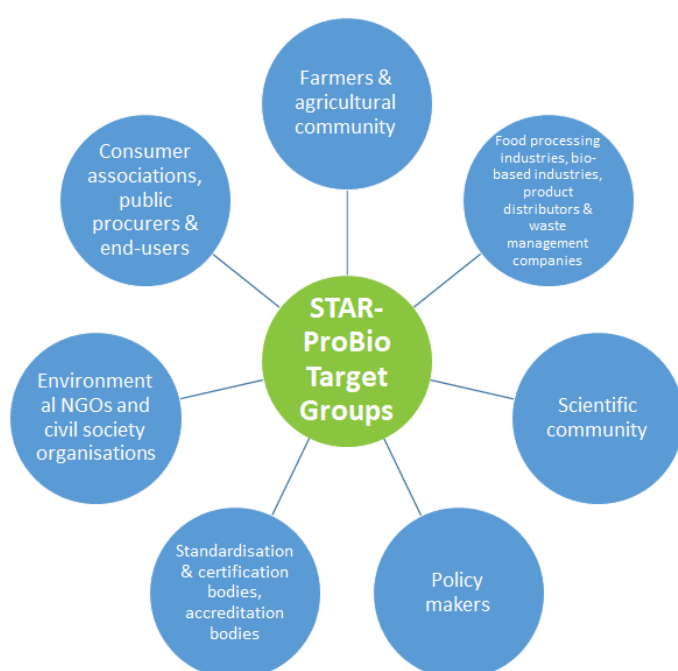 Farmers &
agricultural
community
Food processing
industries, bio-
based industries,
product
distributors &
waste
management
companies
Scientific
community
Policy
makers
Standardisation
& certification
bodies,
accreditation
bodies
Environment
al NGOs and
civil society
organisations
Consumer
associations,
public
procurers &
end-users
STAR-
ProBio
Target
Groups